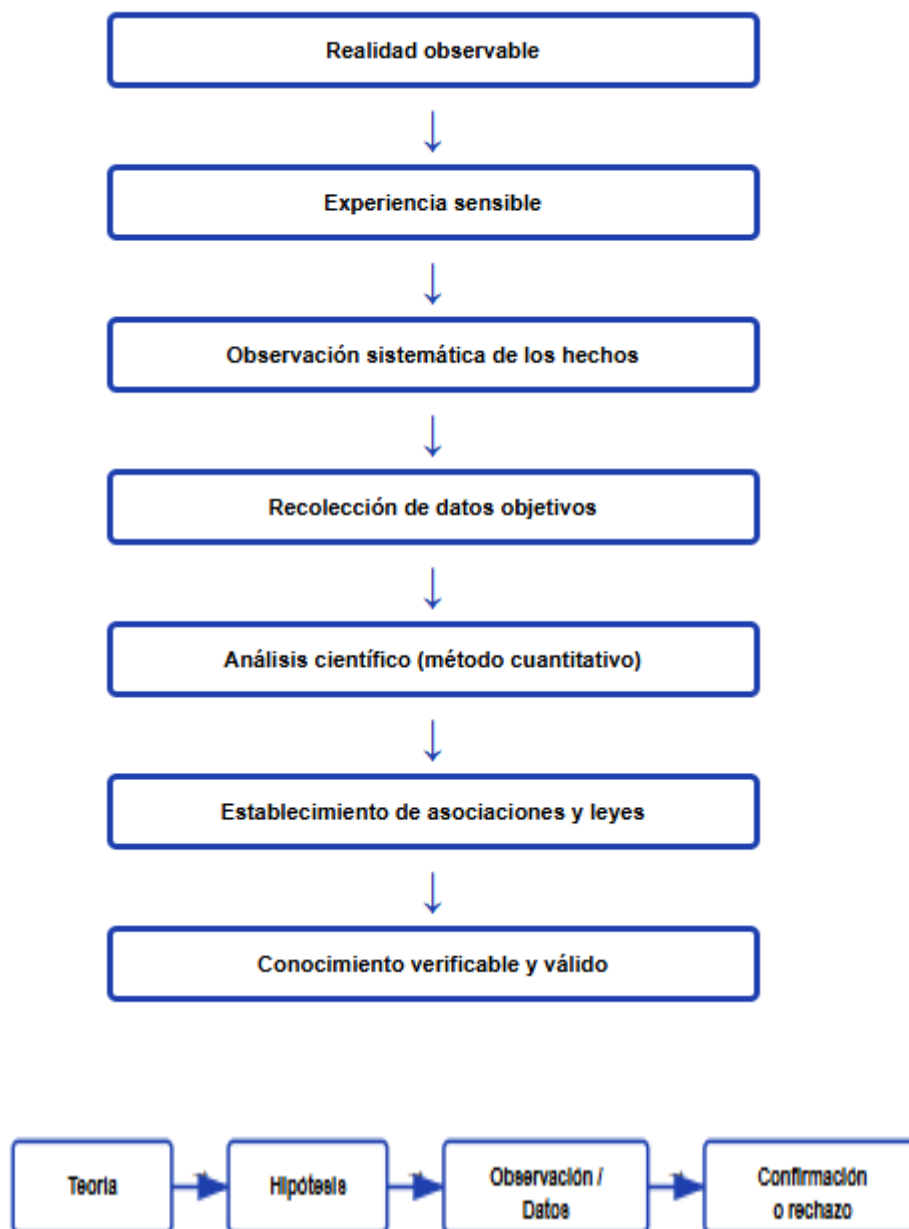 Realidad observable
Experiencia sensible
Observación sistemática de los hechos
Recolección de datos objetivos
Análisis científico (método cuantitativo)
Establecimiento de asociaciones y leyes
Conocimiento verificable y válido
Teoría
Hipótesis
Observación /
Datos
Confirmación
o rechazo